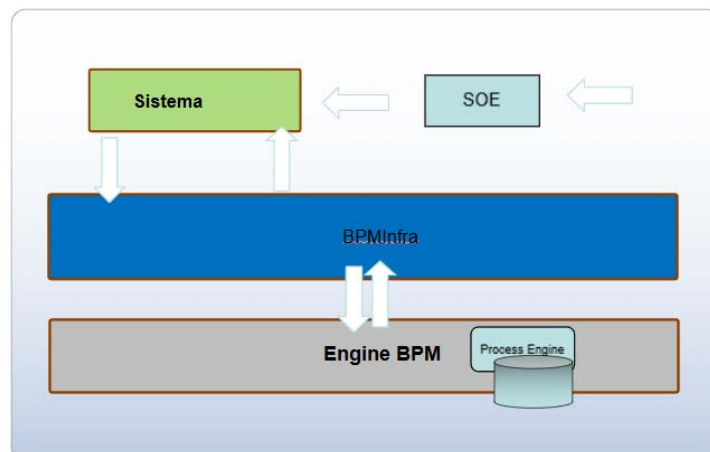 Sistema
SOE
BPMInfra
Engine BPM
Process Engine